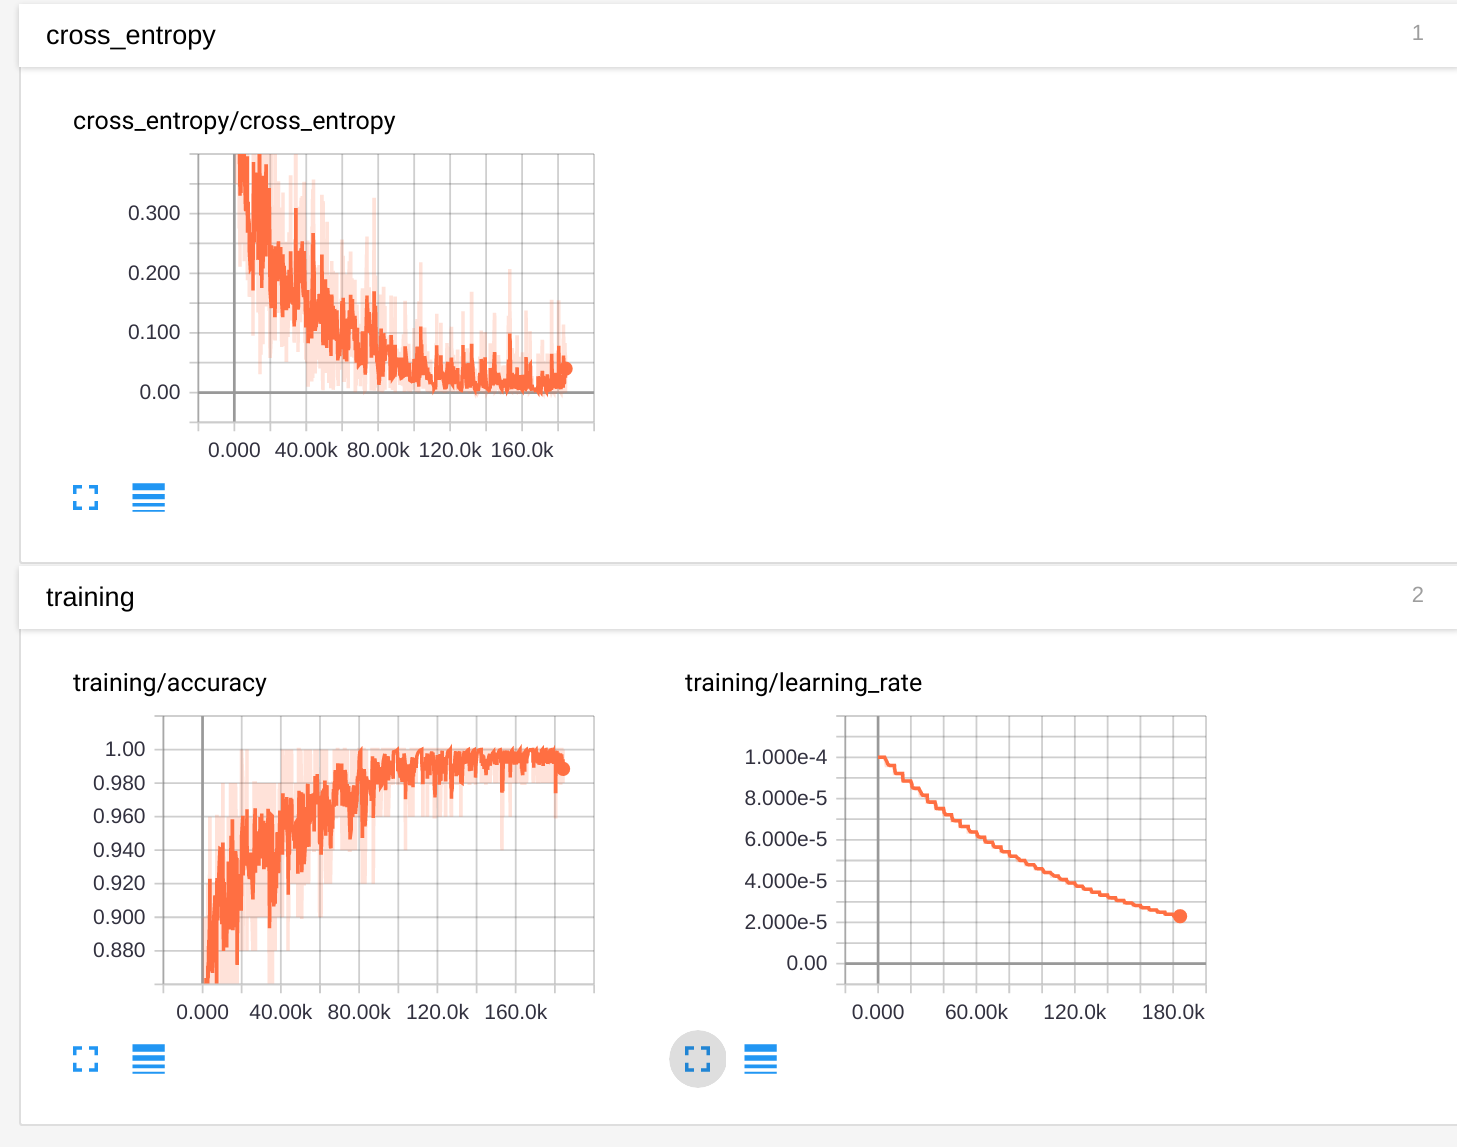 cross_entropy 1
cross_entropy/cross_entropy
0.300
0.200
0.100
0.00
0.000 40.00k 80.00k 120.0k 160.0k
training 2
training/accuracy
1.00
0.980
0.960
0.940
0.920
0.900
0.880
0.000 40.00k 80.00k 120.0k 160.0k
training/learning_rate
1.000e-4
8.000e-5
6.000e-5
4.000e-5
2.000e-5
0.00
0.000 60.00k 120.0k 180.0k